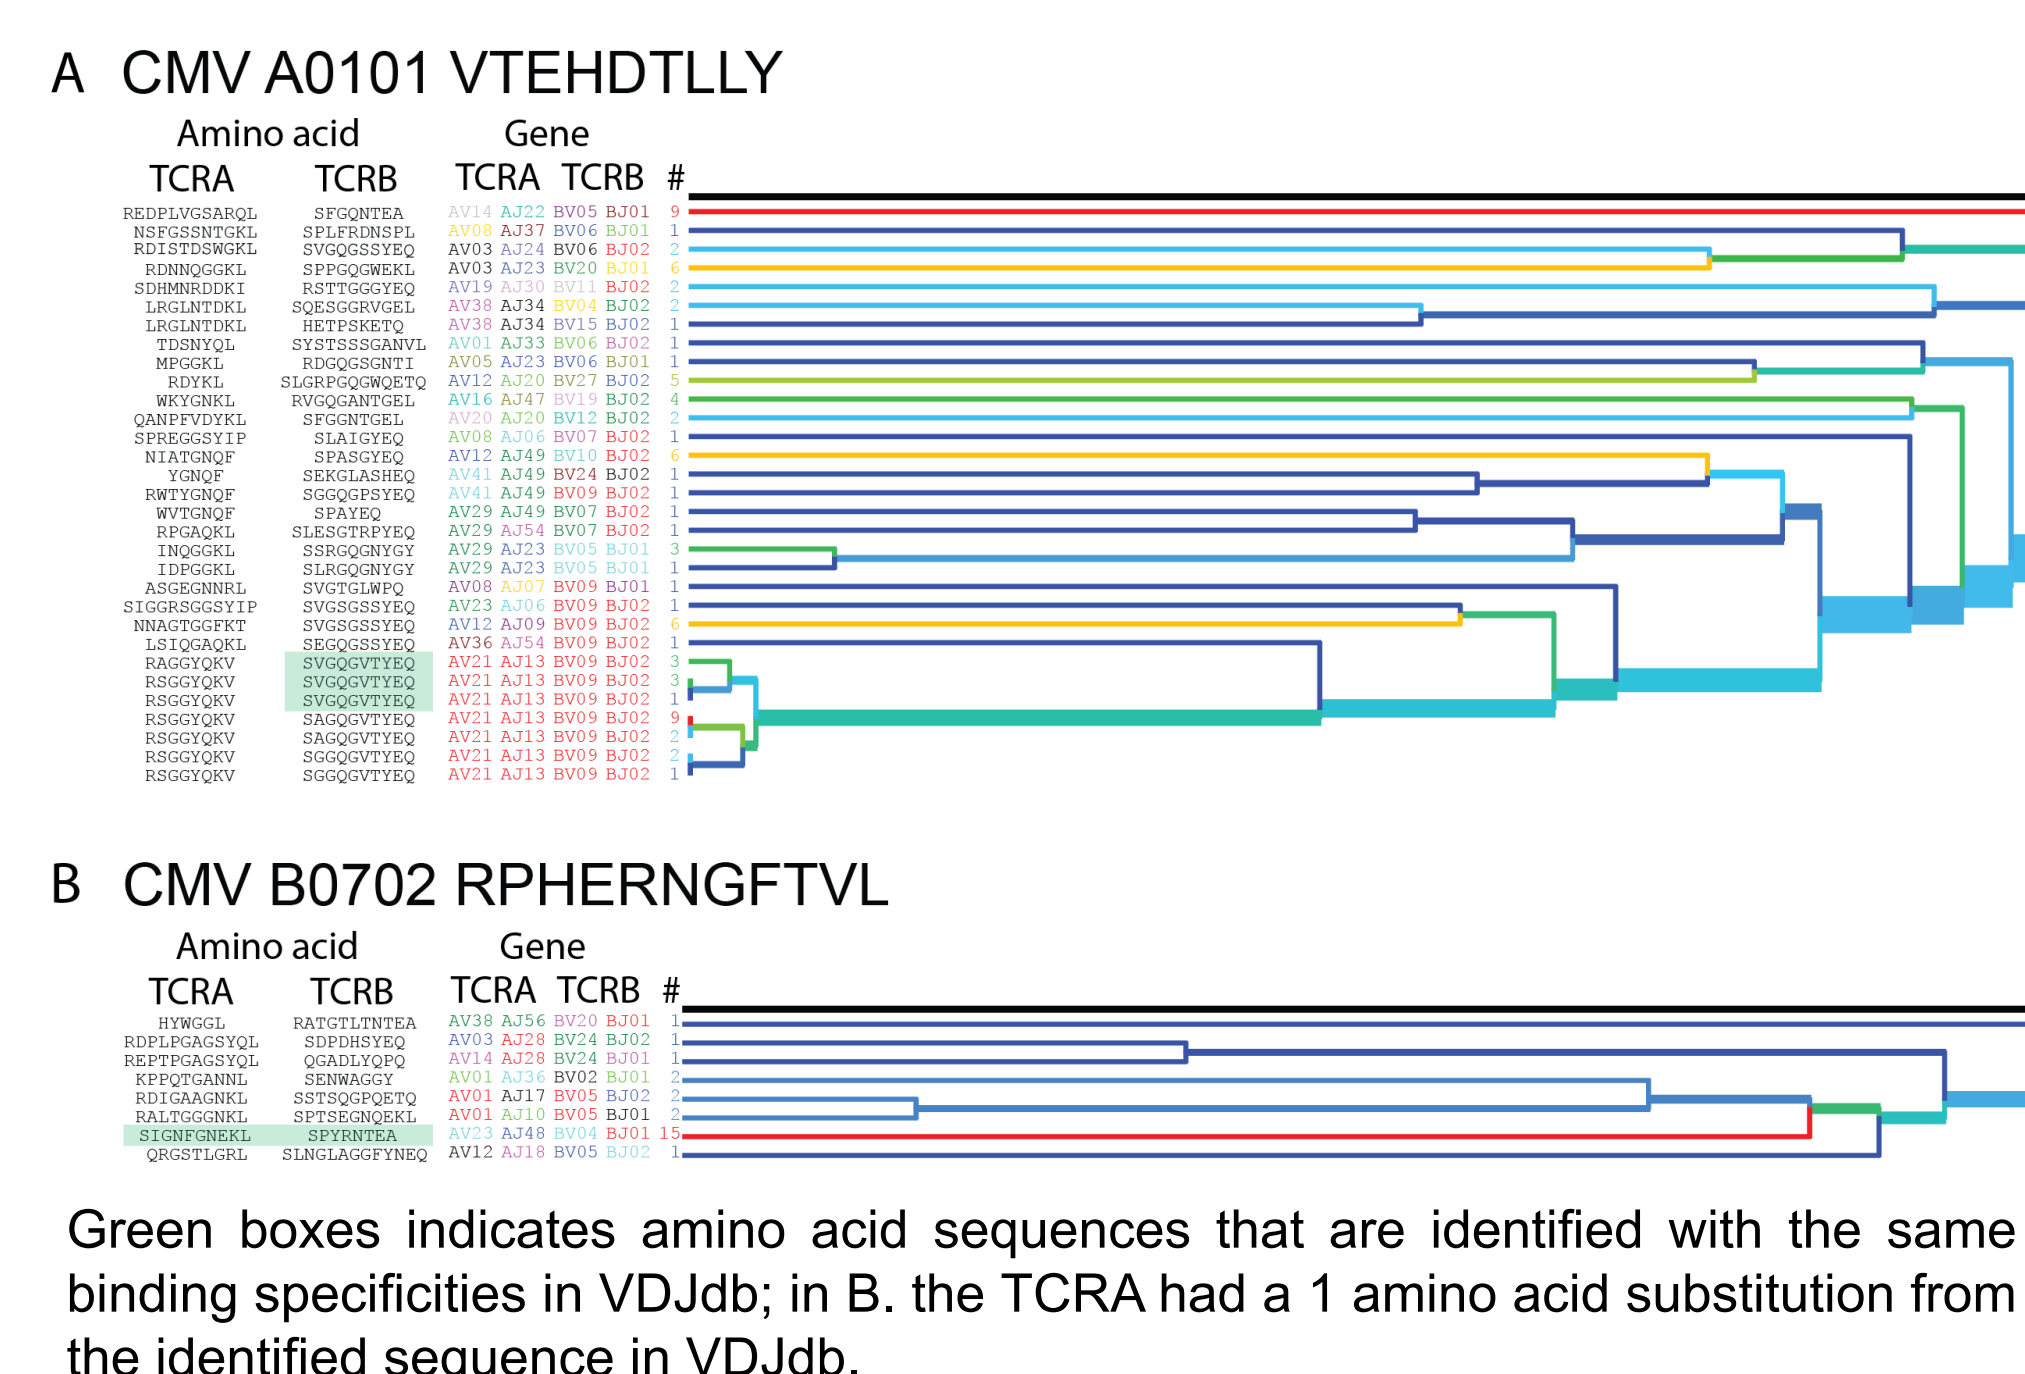 A CMV A0101 VTEHDTLLY
Amino acid Gene
TCRA TCRB TCRA TCRB #
REDPLVGSARQL SFGQNTEA AV14 AJ22 BV05 BJ01 9
NSFGSSNTGKL SPLFRDNSPL AV08 AJ37 BV06 BJ01 1
RDISTDSWGKL SVGQGSSYEQ AV03 AJ24 BV06 BJ02 2
RDNNQGGKL SPPGQGWEKL AV03 AJ23 BV20 BJ01 6
SDHMNRDDKI RSTTGGGYEQ AV19 AJ30 BV11 BJ02 2
LRGLNTDKL SQESGGRVGEL AV38 AJ34 BV04 BJ02 2
LRGLNTDKL HETPSKETQ AV38 AJ34 BV15 BJ02 1
TDSNYQL SYSTSSSGANVL AV01 AJ33 BV06 BJ02 1
MPGGKL RDGQGSGNTI AV05 AJ23 BV06 BJ01 1
RDYKL SLGRPGQGWQETQ AV12 AJ20 BV27 BJ02 5
WKYGNKL RVGQGANTGEL AV16 AJ47 BV19 BJ02 4
QANPFVDYKL SFGGNTGEL AV20 AJ20 BV12 BJ02 2
SPREGGSYIP SLAIGYEQ AV08 AJ06 BV07 BJ02 1
NIATGNQF SPASGYEQ AV12 AJ49 BV10 BJ02 6
YGNQF SEKGLASHEQ AV41 AJ49 BV24 BJ02 1
RWTYGNQF SGGQGPSYEQ AV41 AJ49 BV09 BJ02 1
WVTGNQF SPAYEQ AV29 AJ49 BV07 BJ02 1
RPGAQKL SLESGTRPYEQ AV29 AJ54 BV07 BJ02 1
INQGGKL SSRGQGNYGY AV29 AJ23 BV05 BJ01 3
IDPGGKL SLRGQGNYGY AV29 AJ23 BV05 BJ01 1
ASGEGNNRL SVGTGLWPQ AV08 AJ07 BV09 BJ01 1
SIGGRSGGSYIP SVGSGSSYEQ AV23 AJ06 BV09 BJ02 1
NNAGTGGFKT SVGSGSSYEQ AV12 AJ09 BV09 BJ02 6
LSIQGAQKL SEGQGSSYEQ AV36 AJ54 BV09 BJ02 1
RAGGYQKV SVGQGVTYEQ AV21 AJ13 BV09 BJ02 3
RSGGYQKV SVGQGVTYEQ AV21 AJ13 BV09 BJ02 3
RSGGYQKV SVGQGVTYEQ AV21 AJ13 BV09 BJ02 1
RSGGYQKV SAGQGVTYEQ AV21 AJ13 BV09 BJ02 9
RSGGYQKV SAGQGVTYEQ AV21 AJ13 BV09 BJ02 2
RSGGYQKV SGGQGVTYEQ AV21 AJ13 BV09 BJ02 2
RSGGYQKV SGGQGVTYEQ AV21 AJ13 BV09 BJ02 1
B CMV B0702 RPHERNGFTVL
Amino acid Gene
TCRA TCRB TCRA TCRB #
HYWGGL RATGTLTNTEA AV38 AJ56 BV20 BJ01 1
RDPLPGAGSYQL SDPDHSYEQ AV03 AJ28 BV24 BJ02 1
REPTPGAGSYQL QGADLYQPQ AV14 AJ28 BV24 BJ01 1
KPPQTGANNL SENWAGGY AV01 AJ36 BV02 BJ01 2
RDIGAAGNKL SSTSQGPQETQ AV01 AJ17 BV05 BJ02 2
RALTGGGNKL SPTSEGNQEKL AV01 AJ10 BV05 BJ01 2
SIGNFGNEKL SPYRNTEA AV23 AJ48 BV04 BJ01 15
QRGSTLGRL SLNGLAGGFYNEQ AV12 AJ18 BV05 BJ02 1
Green boxes indicates amino acid sequences that are identified with the same
binding specificities in VDJdb; in B. the TCRA had a 1 amino acid substitution from
the identified sequence in VDJdb.